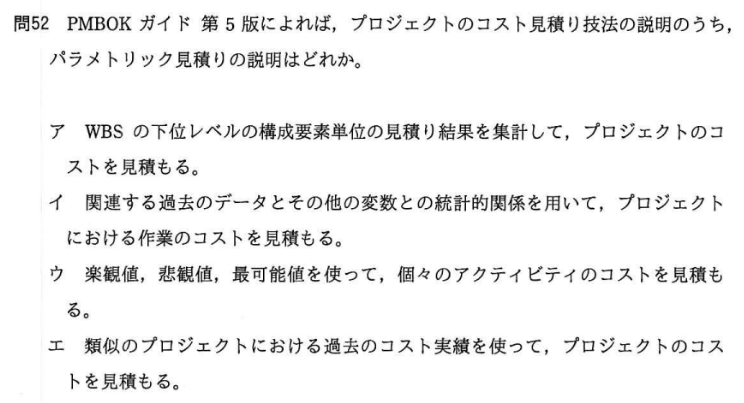 問52 PMBOK ガイド 第5版によれば，プロジェクトのコスト見積り技法の説明のうち，
パラメトリック見積りの説明はどれか。
ア WBS の下位レベルの構成要素単位の見積り結果を集計して，プロジェクトのコ
ストを見積もる。
イ 関連する過去のデータとその他の変数との統計的関係を用いて，プロジェクト
における作業のコストを見積もる。
ウ 楽観値，悲観値，最可能値を使って，個々のアクティビティのコストを見積も
る。
エ 類似のプロジェクトにおける過去のコスト実績を使って，プロジェクトのコス
トを見積もる。